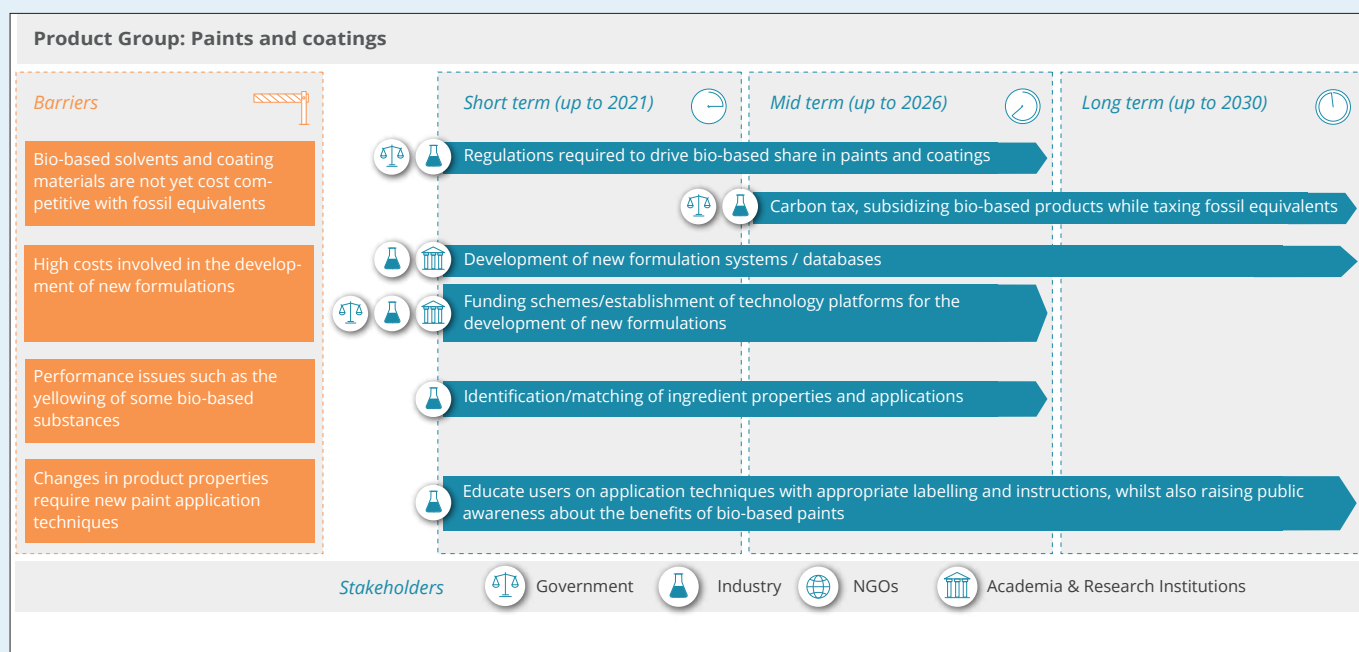 Product Group: Paints and coatings
Barriers
Short term (up to 2021)
Mid term (up to 2026)
Long term (up to 2030)
Bio-based solvents and coating
materials are not yet cost com-
petitive with fossil equivalents
Regulations required to drive bio-based share in paints and coatings
Carbon tax, subsidizing bio-based products while taxing fossil equivalents
High costs involved in the develop-
ment of new formulations
Development of new formulation systems / databases
Funding schemes/establishment of technology platforms for the
development of new formulations
Performance issues such as the
yellowing of some bio-based
substances
Identification/matching of ingredient properties and applications
Changes in product properties
require new paint application
techniques
Educate users on application techniques with appropriate labelling and instructions, whilst also raising public
awareness about the benefits of bio-based paints
Stakeholders
Government
Industry
NGOs
Academia & Research Institutions